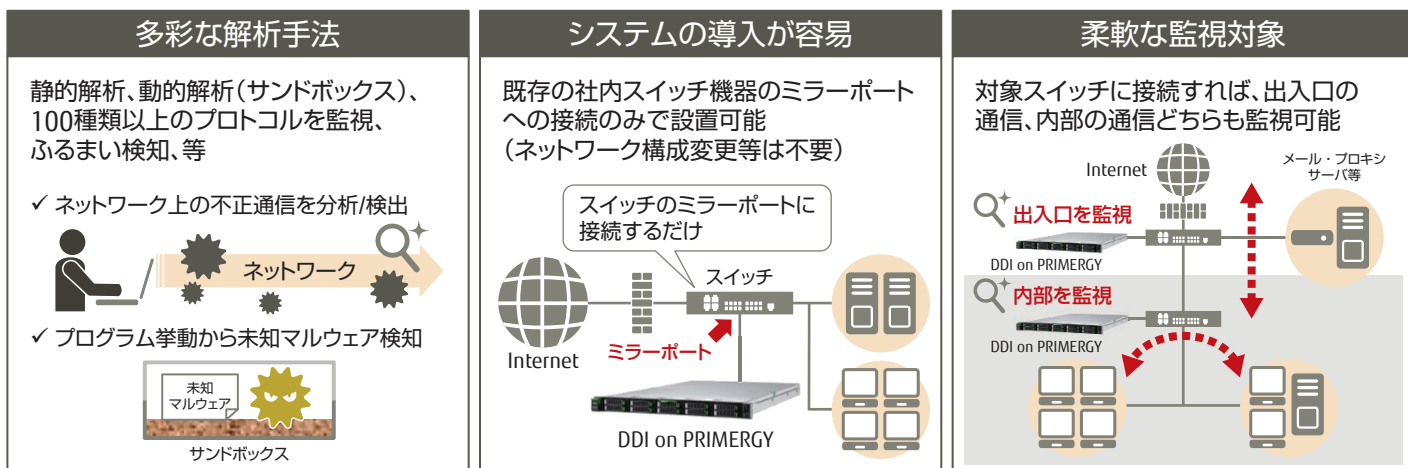 多彩な解析手法
静的解析、動的解析（サンドボックス）、
100種類以上のプロトコルを監視、
ふるまい検知、等
✓ ネットワーク上の不正通信を分析/検出
ネットワーク
✓ プログラム挙動から未知マルウェア検知
未知
マルウェア
サンドボックス
システムの導入が容易
既存の社内スイッチ機器のミラーポート
への接続のみで設置可能
（ネットワーク構成変更等は不要）
スイッチのミラーポートに
接続するだけ
スイッチ
Internet
ミラーポート
DDI on PRIMERGY
柔軟な監視対象
対象スイッチに接続すれば、出入口の
通信、内部の通信どちらも監視可能
Internet
メール・プロキシ
サーバ等
出入口を監視
DDI on PRIMERGY
内部を監視
DDI on PRIMERGY